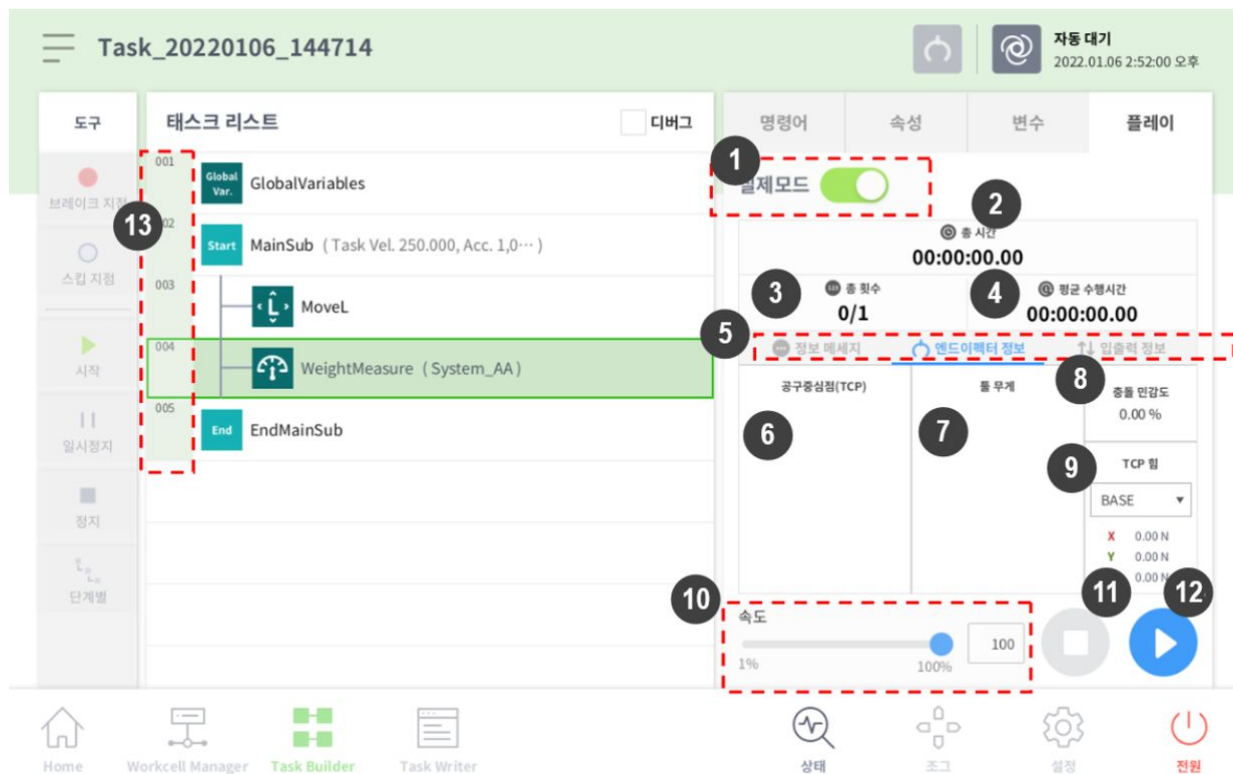 Task_20220106_144714
자동 대기
2022.01.06 2:52:00 오후
도구
태스크 리스트
디버그
명령어
속성
변수
플레이
브레이크 지정
스킵 지정
시작
일시정지
정지
단계별
13
001
Global Var.
GlobalVariables
002
Start
MainSub ( Task Vel. 250.000, Acc. 1,0⋯ )
003
L
MoveL
004
WeightMeasure ( System_AA )
005
End
EndMainSub
1
실제모드
2
총 시간
00:00:00.00
3
총 횟수
0/1
4
평균 수행시간
00:00:00.00
5
정보 메세지
엔드이펙터 정보
입출력 정보
공구중심점(TCP)
6
툴 무게
7
8
충돌 민감도
0.00 %
9
TCP 힘
BASE
X 0.00 N
Y 0.00 N
0.00 N
10
속도
1%
100%
100
11
12
Home
Workcell Manager
Task Builder
Task Writer
상태
조그
설정
전원